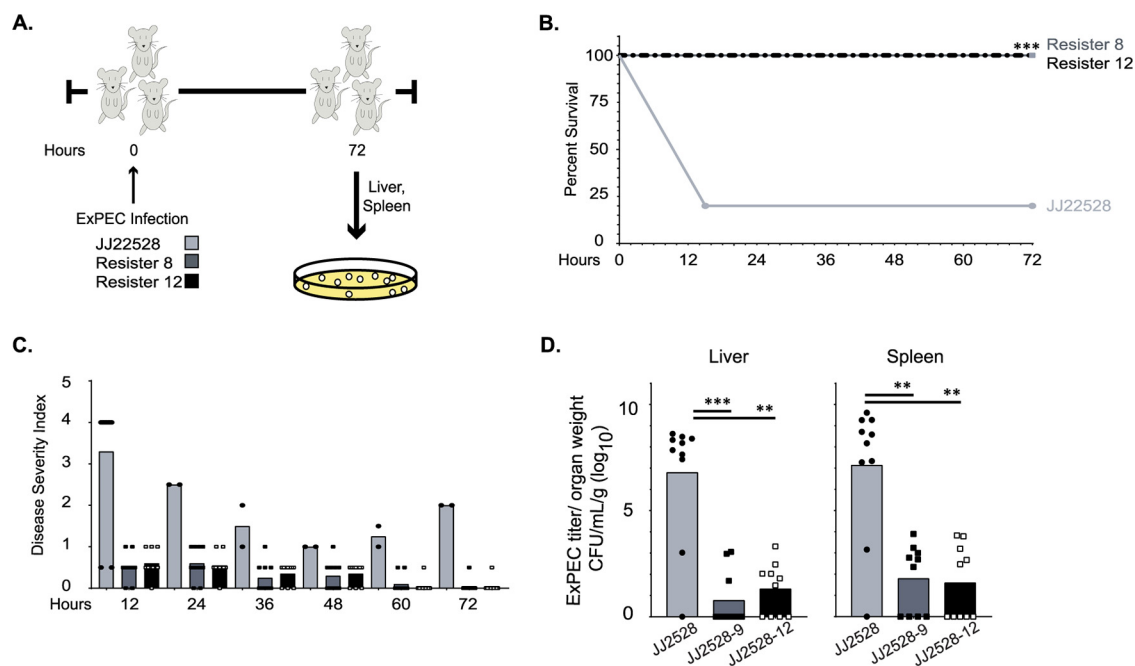 A.
Hours 0 72
ExPEC Infection
JJ22528
Resister 8
Resister 12
Liver,
Spleen
B.
Percent Survival
100
75
50
25
0
*** Resister 8
Resister 12
JJ22528
Hours 0 12 24 36 48 60 72
C.
Disease Severity Index
5
4
3
2
1
0
Hours 12 24 36 48 60 72
D.
Liver
Spleen
ExPEC titer/ organ weight
CFU/mL/g (log10)
10
5
0
***
**
**
**
10
5
0
JJ2528
JJ2528-9
JJ2528-12
JJ2528
JJ2528-9
JJ2528-12